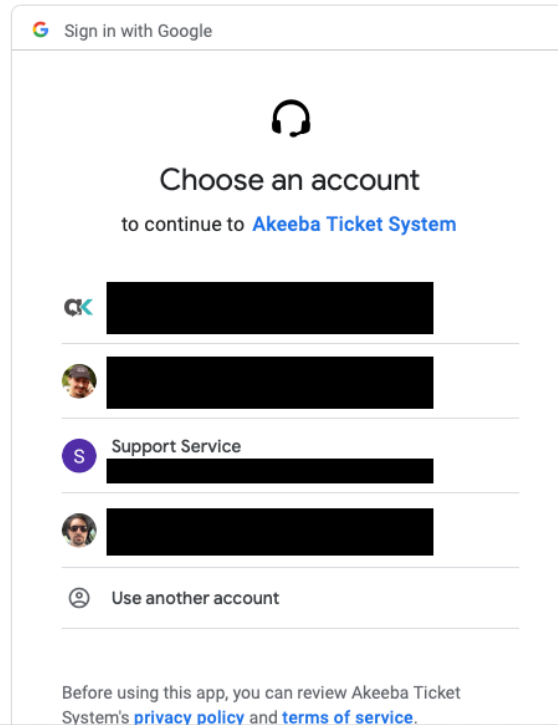 Sign in with Google
Choose an account
to continue to Akeeba Ticket System
Support Service
S
Use another account
Before using this app, you can review Akeeba Ticket
System's privacy policy and terms of service.